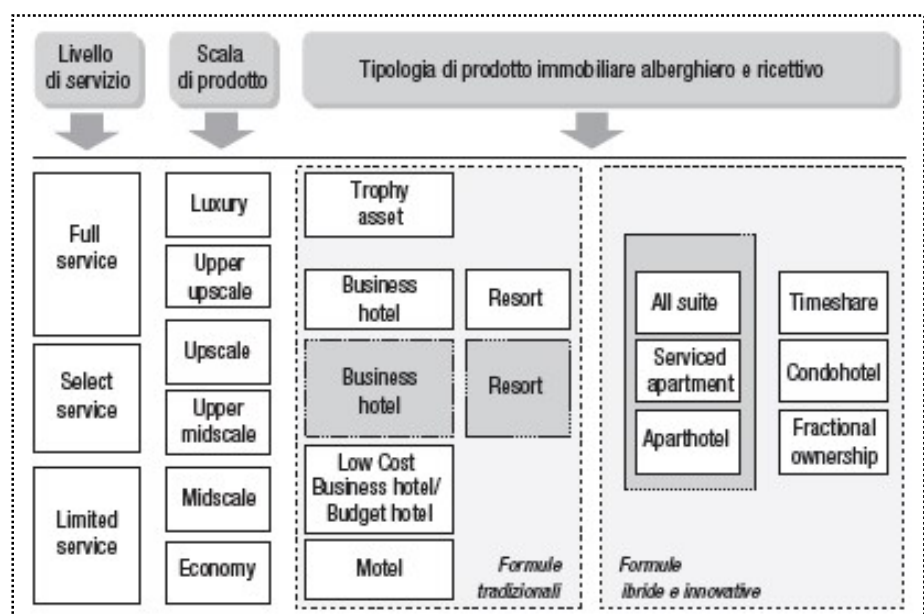 Livello
di servizio
Scala
di prodotto
Tipologia di prodotto immobiliare alberghiero e ricettivo
Full
service
Select
service
Limited
service
Luxury
Upper
upscale
Upscale
Upper
midscale
Midscale
Economy
Trophy
asset
Business
hotel
Resort
Business
hotel
Resort
Low Cost
Business hotel/
Budget hotel
Motel
Formule
tradizionali
All suite
Serviced
apartment
Aparthotel
Timeshare
Condohotel
Fractional
ownership
Formule
ibride e innovative